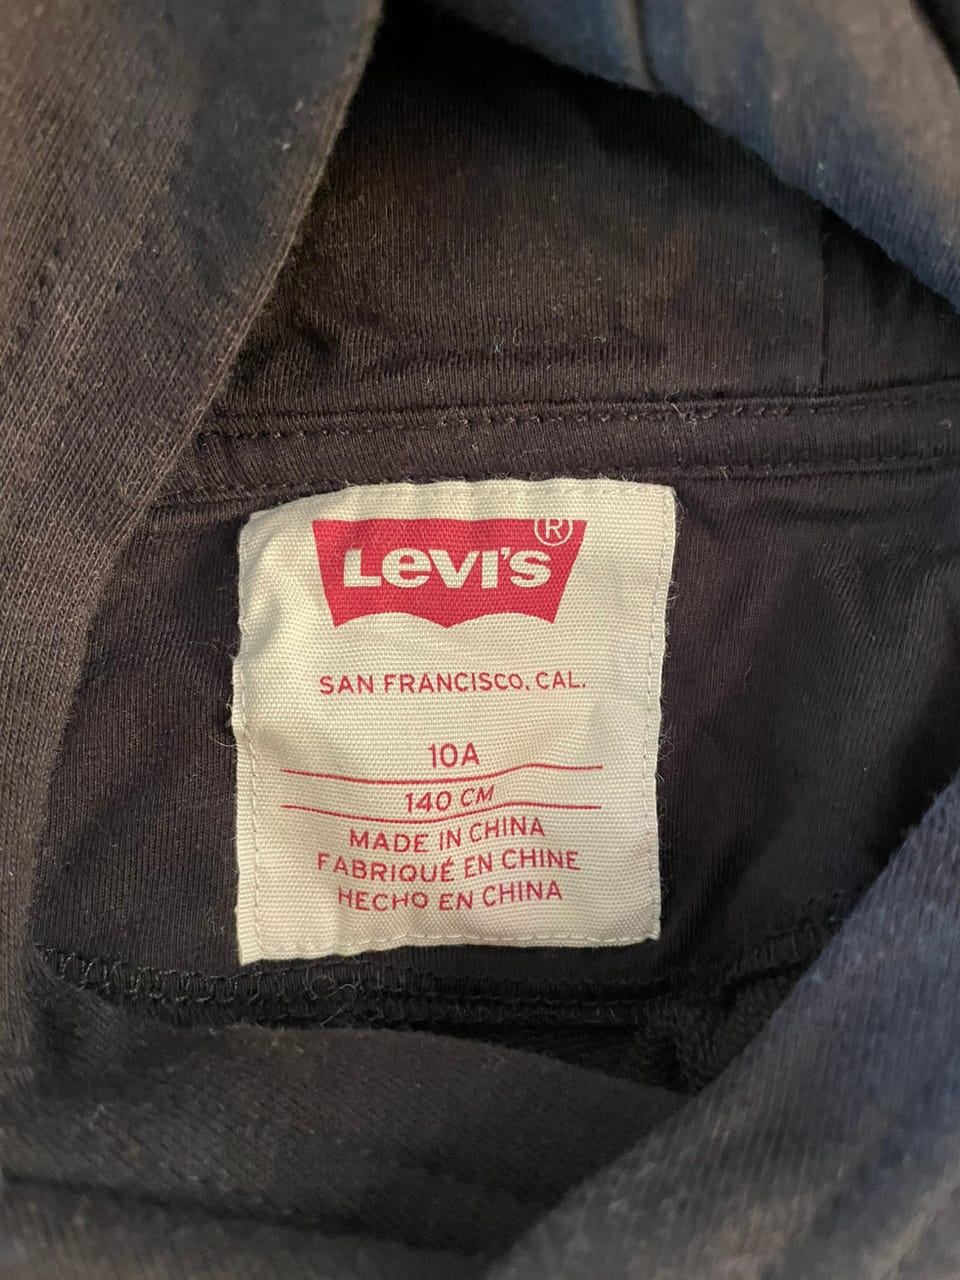 Levi's®
SAN FRANCISCO, CAL.
10A
140 CM
MADE IN CHINA
FABRIQUÉ EN CHINE
HECHO EN CHINA